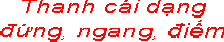 Thanh cái dạng
đứng, ngang, điểm